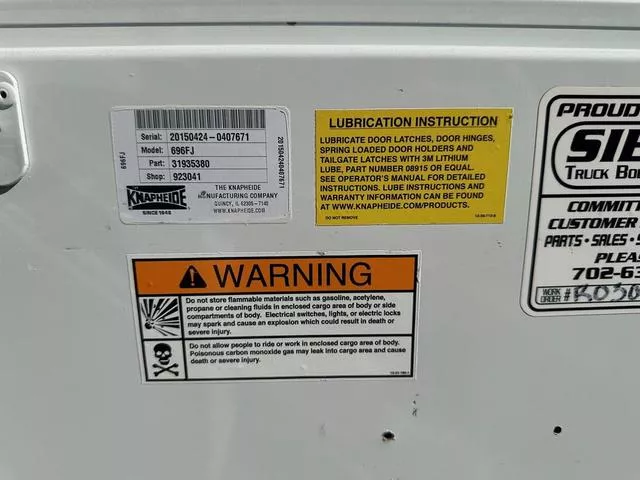 Serial: 20150424-0407671
Model: 696FJ
Part: 31935380
Shop: 923041
696FJ
20150424-0407671
KNAPHEIDE
SINCE 1848
THE KNAPHEIDE
MANUFACTURING COMPANY
QUINCY, IL 62305-7140
WWW.KNAPHEIDE.COM
LUBRICATION INSTRUCTION
LUBRICATE DOOR LATCHES, DOOR HINGES,
SPRING LOADED DOOR HOLDERS AND
TAILGATE LATCHES WITH 3M LITHIUM
LUBE, PART NUMBER 08915 OR EQUAL.
SEE OPERATOR'S MANUAL FOR DETAILED
INSTRUCTIONS. LUBE INSTRUCTIONS AND
WARRANTY INFORMATION CAN BE FOUND
AT WWW.KNAPHEIDE.COM/PRODUCTS.
DO NOT REMOVE
WARNING
Do not store flammable materials such as gasoline, acetylene,
propane or cleaning fluids in enclosed cargo area of body or side
compartments of body. Electrical switches, lights, or electric locks
may spark and cause an explosion which could result in death or
severe injury.
Do not allow people to ride or work in enclosed cargo area of body.
Poisonous carbon monoxide gas may leak into cargo area and cause
death or severe injury.
PROUD
SIE
TRUCK BO
COMMIT
CUSTOMER
PARTS · SALES · S
PLEA
702-63
WORK
ORDER #